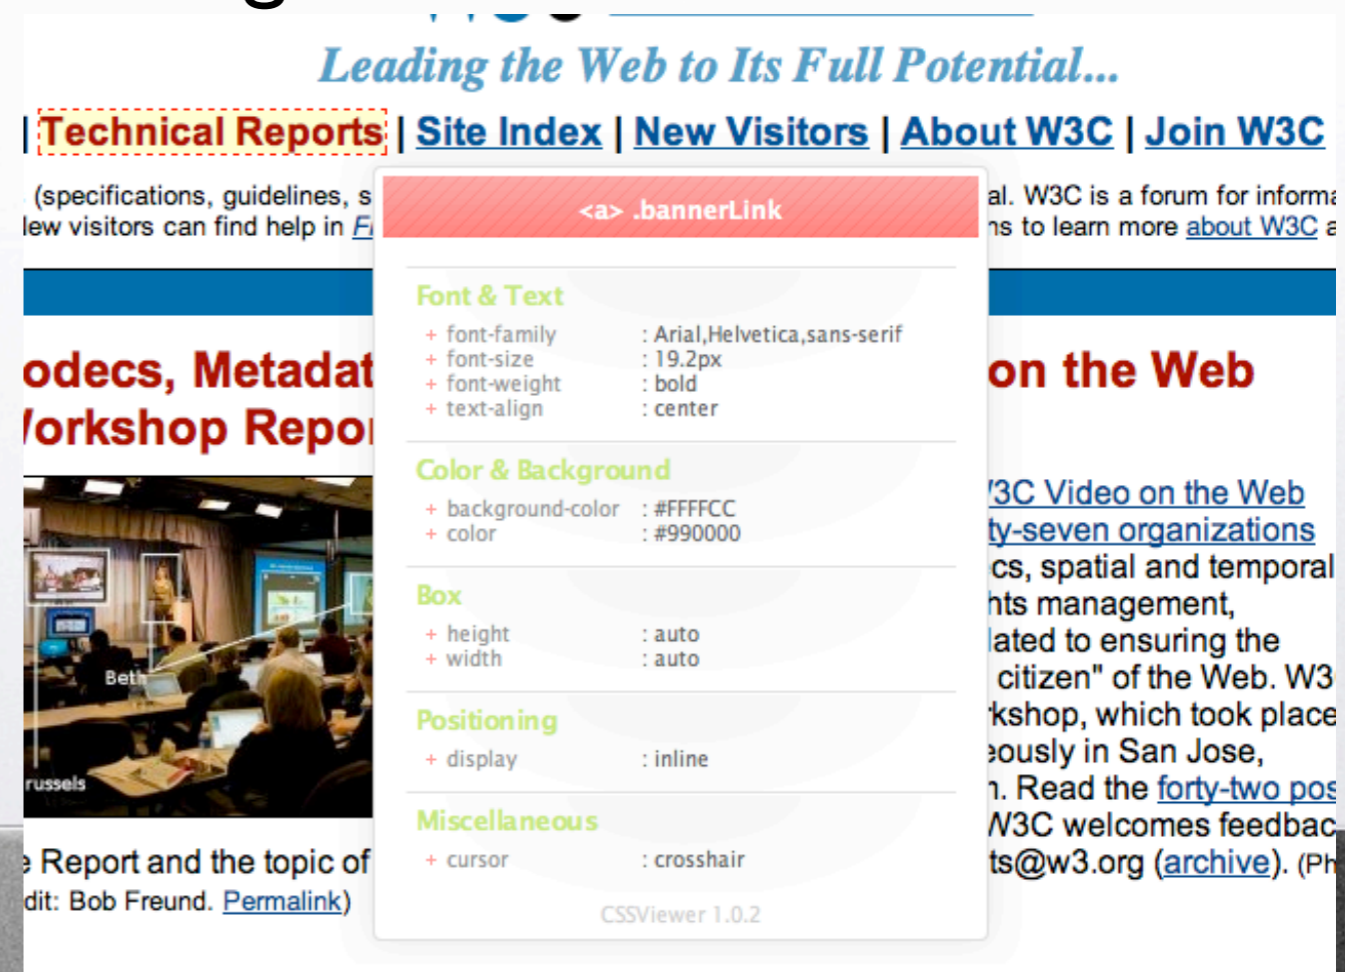 Leading the Web to Its Full Potential...
| Technical Reports | Site Index | New Visitors | About W3C | Join W3C
(specifications, guidelines, s
al. W3C is a forum for informa
ew visitors can find help in
ns to learn more about W3C a
<a> .bannerLink
Font & Text
+ font-family : Arial,Helvetica,sans-serif
+ font-size : 19.2px
+ font-weight : bold
+ text-align : center
Color & Background
+ background-color : #FFFFCC
+ color : #990000
Box
+ height : auto
+ width : auto
Positioning
+ display : inline
Miscellaneous
+ cursor : crosshair
CSSViewer 1.0.2
odecs, Metadat
orkshop Repor
on the Web
Beth
russels
e Report and the topic of
dit: Bob Freund. Permalink)
3C Video on the Web
ty-seven organizations
cs, spatial and temporal
hts management,
lated to ensuring the
citizen" of the Web. W3
kshop, which took place
eously in San Jose,
n. Read the forty-two pos
W3C welcomes feedbac
ts@w3.org (archive). (Ph